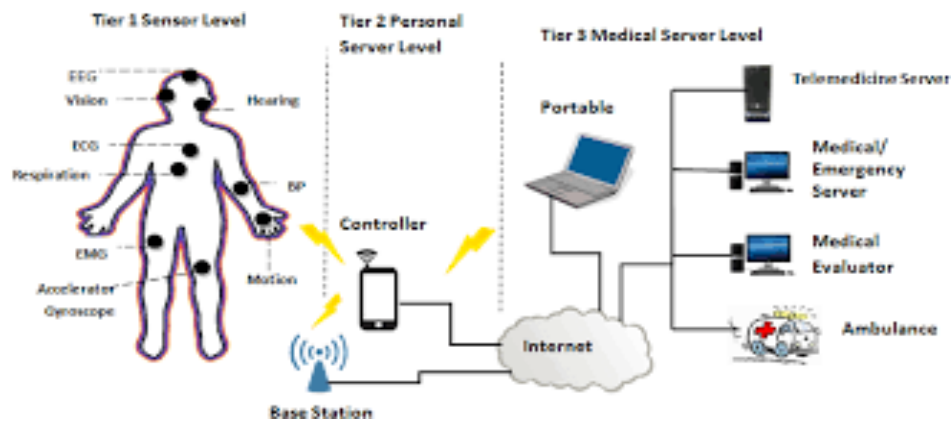 Tier 1 Sensor Level
Tier 2 Personal
Server Level
Tier 3 Medical Server Level
EEG
Vision
Hearing
ECG
Respiration
BP
EMG
Motion
Accelerator
Gyroscope
Controller
Base Station
Portable
Internet
Telemedicine Server
Medical/
Emergency
Server
Medical
Evaluator
Ambulance